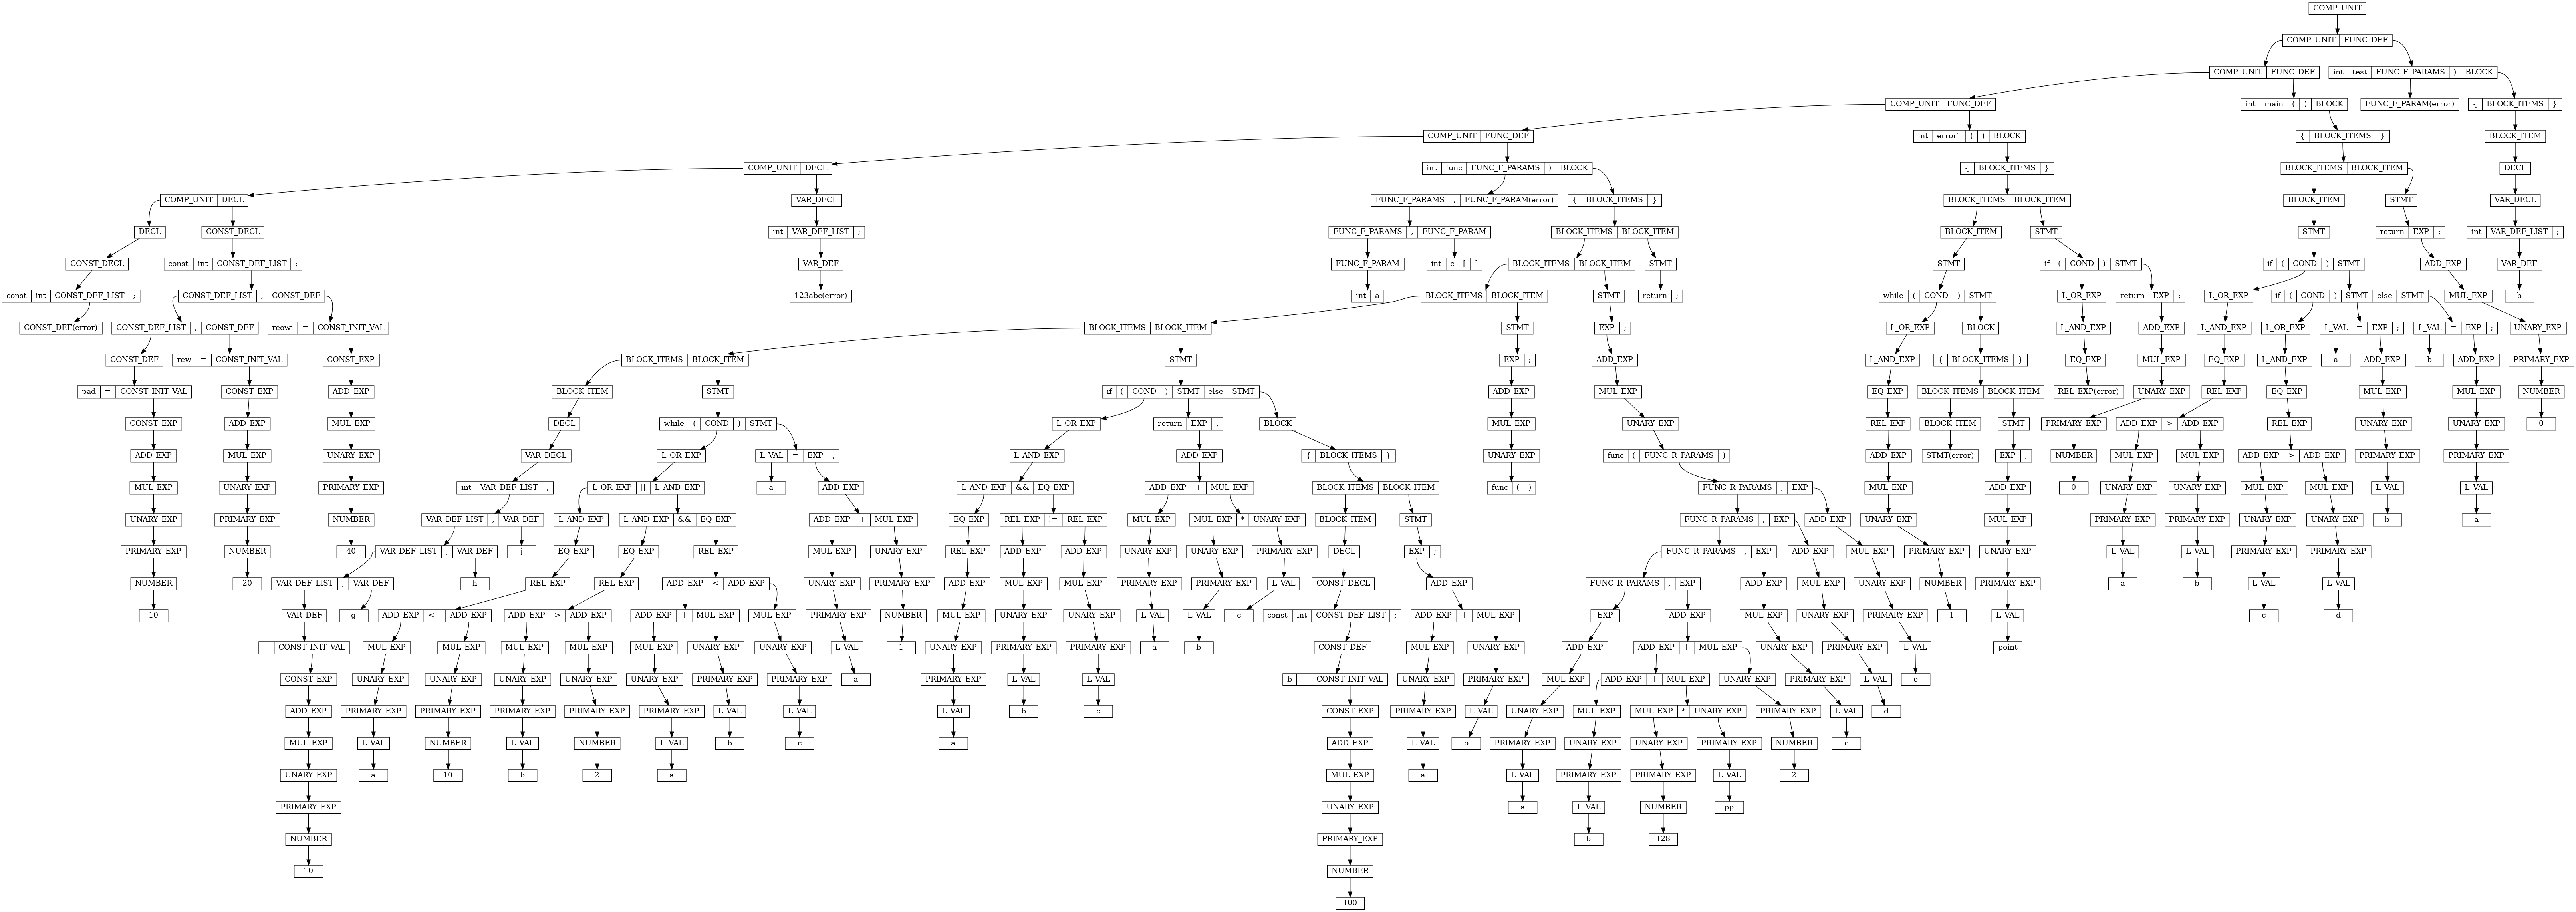 COMP_UNIT
COMP_UNIT FUNC_DEF
COMP_UNIT FUNC_DEF int test FUNC_F_PARAMS ) BLOCK
COMP_UNIT FUNC_DEF int main ( ) BLOCK FUNC_F_PARAM(error) { BLOCK_ITEMS }
COMP_UNIT FUNC_DEF int error1 ( ) BLOCK { BLOCK_ITEMS } BLOCK_ITEM
COMP_UNIT DECL int func FUNC_F_PARAMS ) BLOCK { BLOCK_ITEMS } BLOCK_ITEMS BLOCK_ITEM DECL
COMP_UNIT DECL VAR_DECL FUNC_F_PARAMS , FUNC_F_PARAM(error) { BLOCK_ITEMS } BLOCK_ITEMS BLOCK_ITEM BLOCK_ITEM STMT VAR_DECL
DECL CONST_DECL int VAR_DEF_LIST ; FUNC_F_PARAMS , FUNC_F_PARAM BLOCK_ITEMS BLOCK_ITEM BLOCK_ITEM STMT STMT return EXP ; int VAR_DEF_LIST ;
CONST_DECL const int CONST_DEF_LIST ; VAR_DEF FUNC_F_PARAM int c [ ] BLOCK_ITEMS BLOCK_ITEM STMT STMT if ( COND ) STMT if ( COND ) STMT ADD_EXP VAR_DEF
const int CONST_DEF_LIST ; CONST_DEF_LIST , CONST_DEF 123abc(error) int a BLOCK_ITEMS BLOCK_ITEM STMT return ; while ( COND ) STMT L_OR_EXP return EXP ; L_OR_EXP if ( COND ) STMT else STMT MUL_EXP b
CONST_DEF(error) CONST_DEF_LIST , CONST_DEF reowi = CONST_INIT_VAL BLOCK_ITEMS BLOCK_ITEM STMT EXP ; L_OR_EXP BLOCK L_AND_EXP ADD_EXP L_AND_EXP L_OR_EXP L_VAL = EXP ; L_VAL = EXP ; UNARY_EXP
CONST_DEF rew = CONST_INIT_VAL CONST_EXP BLOCK_ITEMS BLOCK_ITEM STMT EXP ; ADD_EXP L_AND_EXP { BLOCK_ITEMS } EQ_EXP MUL_EXP EQ_EXP L_AND_EXP a ADD_EXP b ADD_EXP PRIMARY_EXP
pad = CONST_INIT_VAL CONST_EXP ADD_EXP BLOCK_ITEM STMT if ( COND ) STMT else STMT ADD_EXP MUL_EXP EQ_EXP BLOCK_ITEMS BLOCK_ITEM REL_EXP(error) UNARY_EXP REL_EXP EQ_EXP MUL_EXP MUL_EXP NUMBER
CONST_EXP ADD_EXP MUL_EXP DECL while ( COND ) STMT L_OR_EXP return EXP ; BLOCK MUL_EXP UNARY_EXP REL_EXP BLOCK_ITEM STMT PRIMARY_EXP ADD_EXP > ADD_EXP REL_EXP UNARY_EXP UNARY_EXP 0
ADD_EXP MUL_EXP UNARY_EXP VAR_DECL L_OR_EXP L_VAL = EXP ; L_AND_EXP ADD_EXP { BLOCK_ITEMS } UNARY_EXP func ( FUNC_R_PARAMS ) ADD_EXP STMT(error) EXP ; NUMBER MUL_EXP MUL_EXP ADD_EXP > ADD_EXP PRIMARY_EXP PRIMARY_EXP
MUL_EXP UNARY_EXP PRIMARY_EXP int VAR_DEF_LIST ; L_OR_EXP || L_AND_EXP a ADD_EXP L_AND_EXP && EQ_EXP ADD_EXP + MUL_EXP BLOCK_ITEMS BLOCK_ITEM func ( ) FUNC_R_PARAMS , EXP MUL_EXP ADD_EXP 0 UNARY_EXP UNARY_EXP MUL_EXP MUL_EXP L_VAL L_VAL
UNARY_EXP PRIMARY_EXP NUMBER VAR_DEF_LIST , VAR_DEF L_AND_EXP L_AND_EXP && EQ_EXP ADD_EXP + MUL_EXP EQ_EXP REL_EXP != REL_EXP MUL_EXP MUL_EXP * UNARY_EXP BLOCK_ITEM STMT FUNC_R_PARAMS , EXP ADD_EXP UNARY_EXP MUL_EXP PRIMARY_EXP PRIMARY_EXP UNARY_EXP UNARY_EXP b a
PRIMARY_EXP NUMBER 40 VAR_DEF_LIST , VAR_DEF j EQ_EXP EQ_EXP REL_EXP MUL_EXP UNARY_EXP REL_EXP ADD_EXP ADD_EXP UNARY_EXP UNARY_EXP PRIMARY_EXP DECL EXP ; FUNC_R_PARAMS , EXP ADD_EXP MUL_EXP PRIMARY_EXP UNARY_EXP L_VAL L_VAL PRIMARY_EXP PRIMARY_EXP
NUMBER 20 VAR_DEF_LIST , VAR_DEF h REL_EXP REL_EXP ADD_EXP < ADD_EXP UNARY_EXP PRIMARY_EXP ADD_EXP MUL_EXP MUL_EXP PRIMARY_EXP PRIMARY_EXP L_VAL CONST_DECL ADD_EXP FUNC_R_PARAMS , EXP ADD_EXP MUL_EXP UNARY_EXP NUMBER PRIMARY_EXP a b L_VAL L_VAL
10 VAR_DEF g ADD_EXP <= ADD_EXP ADD_EXP > ADD_EXP ADD_EXP + MUL_EXP MUL_EXP PRIMARY_EXP NUMBER MUL_EXP UNARY_EXP UNARY_EXP L_VAL L_VAL c const int CONST_DEF_LIST ; ADD_EXP + MUL_EXP EXP ADD_EXP MUL_EXP UNARY_EXP PRIMARY_EXP 1 L_VAL c d
= CONST_INIT_VAL MUL_EXP MUL_EXP MUL_EXP MUL_EXP MUL_EXP UNARY_EXP UNARY_EXP L_VAL 1 UNARY_EXP PRIMARY_EXP PRIMARY_EXP a b CONST_DEF MUL_EXP UNARY_EXP ADD_EXP ADD_EXP + MUL_EXP UNARY_EXP PRIMARY_EXP L_VAL point
CONST_EXP UNARY_EXP UNARY_EXP UNARY_EXP UNARY_EXP UNARY_EXP PRIMARY_EXP PRIMARY_EXP a PRIMARY_EXP L_VAL L_VAL b = CONST_INIT_VAL UNARY_EXP PRIMARY_EXP MUL_EXP ADD_EXP + MUL_EXP UNARY_EXP PRIMARY_EXP L_VAL e
ADD_EXP PRIMARY_EXP PRIMARY_EXP PRIMARY_EXP PRIMARY_EXP PRIMARY_EXP L_VAL L_VAL L_VAL b c CONST_EXP PRIMARY_EXP L_VAL UNARY_EXP MUL_EXP MUL_EXP * UNARY_EXP PRIMARY_EXP L_VAL d
MUL_EXP L_VAL NUMBER L_VAL NUMBER L_VAL b c a ADD_EXP L_VAL b PRIMARY_EXP UNARY_EXP UNARY_EXP PRIMARY_EXP NUMBER c
UNARY_EXP a 10 b 2 a MUL_EXP a L_VAL PRIMARY_EXP PRIMARY_EXP L_VAL 2
PRIMARY_EXP UNARY_EXP a L_VAL NUMBER pp
NUMBER PRIMARY_EXP b 128
10 NUMBER
100